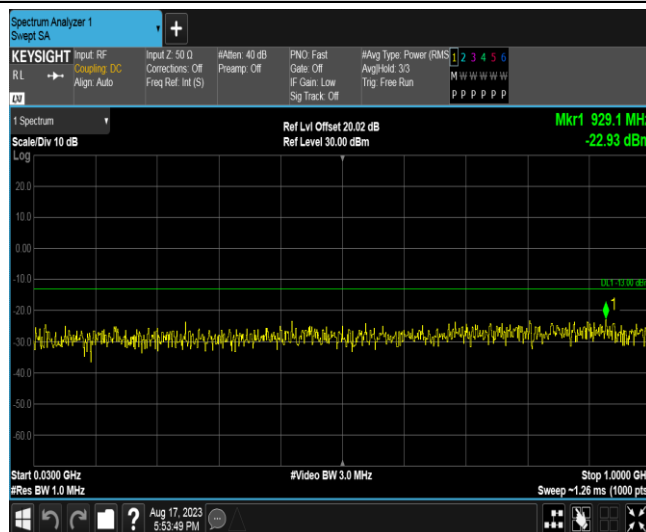 Spectrum Analyzer 1
Swept SA
KEYSIGHT
RL
LXI
Input: RF
Coupling: DC
Align: Auto
Input Z: 50 Ω
Corrections: Off
Freq Ref: Int (S)
#Atten: 40 dB
Preamp: Off
PNO: Fast
Gate: Off
IF Gain: Low
Sig Track: Off
#Avg Type: Power (RMS
Avg|Hold: 3/3
Trig: Free Run
1 2 3 4 5 6
M W W W W W
P P P P P P
1 Spectrum
Scale/Div 10 dB
Log
Ref Lvl Offset 20.02 dB
Ref Level 30.00 dBm
Mkr1 929.1 MHz
-22.93 dBm
20.0
10.0
0.00
-10.0
DL1 -13.00 dBm
1
-20.0
-30.0
-40.0
-50.0
-60.0
Start 0.0300 GHz
#Res BW 1.0 MHz
#Video BW 3.0 MHz
Stop 1.0000 GH
Sweep ~1.26 ms (1000 pts
?
Aug 17, 2023
5:53:49 PM